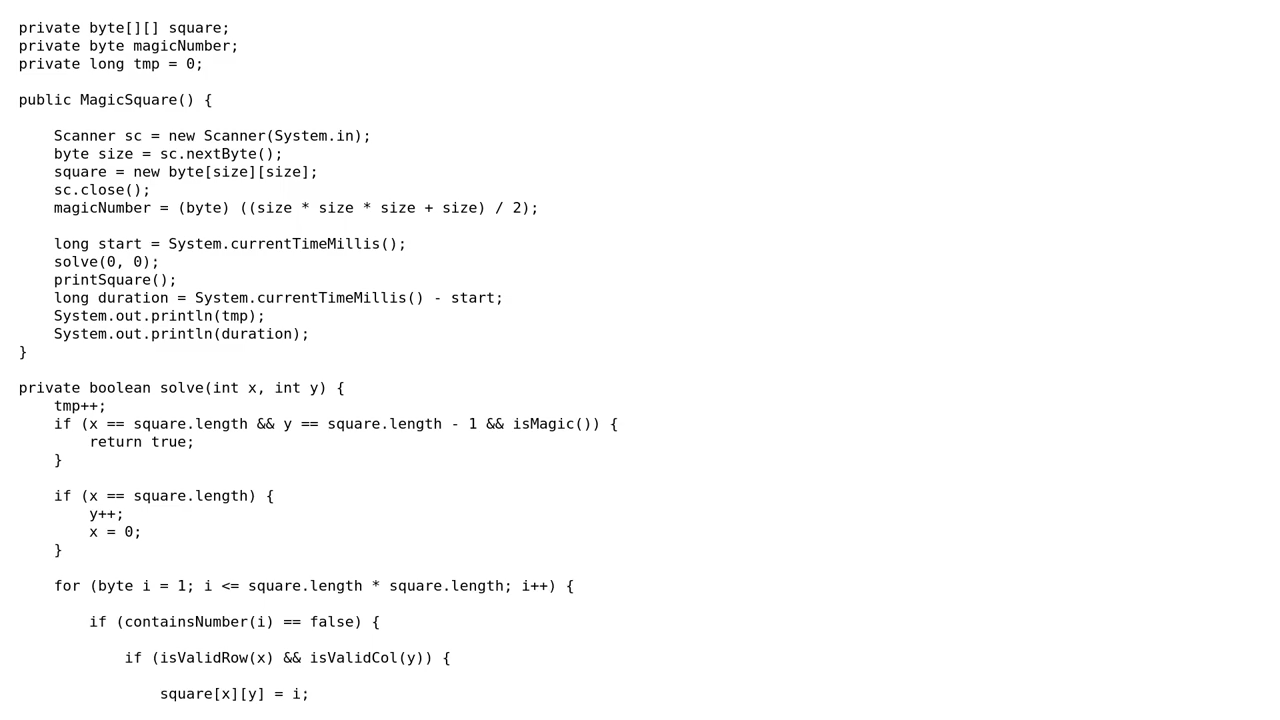 private byte[][] square;
private byte magicNumber;
private long tmp = 0;

public MagicSquare() {

    Scanner sc = new Scanner(System.in);
    byte size = sc.nextByte();
    square = new byte[size][size];
    sc.close();
    magicNumber = (byte) ((size * size * size + size) / 2);

    long start = System.currentTimeMillis();
    solve(0, 0);
    printSquare();
    long duration = System.currentTimeMillis() - start;
    System.out.println(tmp);
    System.out.println(duration);
}

private boolean solve(int x, int y) {
    tmp++;
    if (x == square.length && y == square.length - 1 && isMagic()) {
        return true;
    }

    if (x == square.length) {
        y++;
        x = 0;
    }

    for (byte i = 1; i <= square.length * square.length; i++) {

        if (containsNumber(i) == false) {

            if (isValidRow(x) && isValidCol(y)) {

                square[x][y] = i;